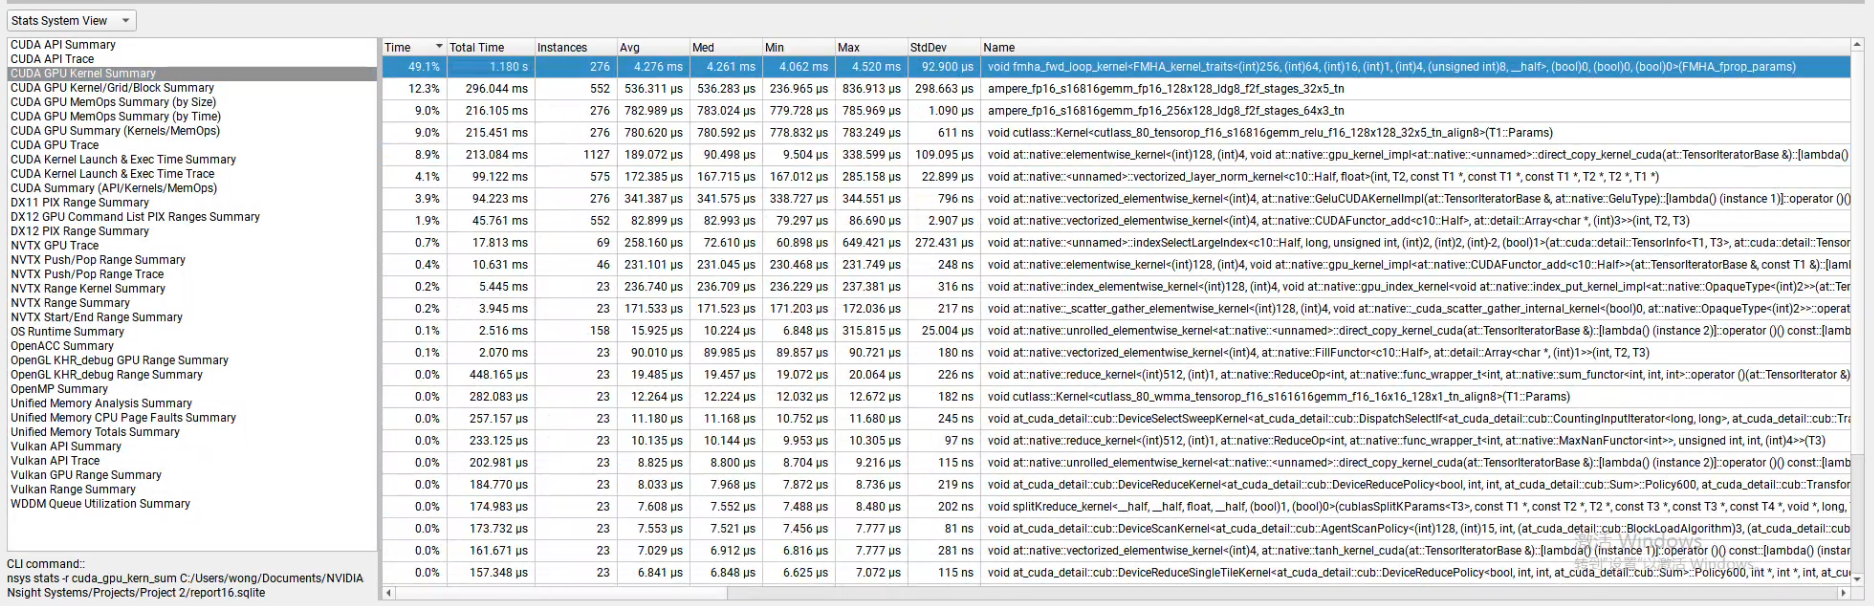 Stats System View
CUDA API Summary
CUDA API Trace
CUDA GPU Kernel Summary
CUDA GPU Kernel/Grid/Block Summary
CUDA GPU MemOps Summary (by Size)
CUDA GPU MemOps Summary (by Time)
CUDA GPU Summary (Kernels/MemOps)
CUDA GPU Trace
CUDA Kernel Launch & Exec Time Summary
CUDA Kernel Launch & Exec Time Trace
CUDA Summary (API/Kernels/MemOps)
DX11 PIX Range Summary
DX12 GPU Command List PIX Ranges Summary
DX12 PIX Range Summary
NVTX GPU Trace
NVTX Push/Pop Range Summary
NVTX Push/Pop Range Trace
NVTX Range Kernel Summary
NVTX Range Summary
NVTX Start/End Range Summary
OS Runtime Summary
OpenACC Summary
OpenGL KHR_debug GPU Range Summary
OpenGL KHR_debug Range Summary
OpenMP Summary
Unified Memory Analysis Summary
Unified Memory CPU Page Faults Summary
Unified Memory Totals Summary
Vulkan API Summary
Vulkan API Trace
Vulkan GPU Range Summary
Vulkan Range Summary
WDDM Queue Utilization Summary
CLI command::
nsys stats -r cuda_gpu_kern_sum C:/Users/wong/Documents/NVIDIA
Nsight Systems/Projects/Project 2/report16.sqlite
Time Total Time Instances Avg Med Min Max StdDev Name
49.1% 1.180 s 276 4.276 ms 4.261 ms 4.062 ms 4.520 ms 92.900 μs void fmha_fwd_loop_kernel<FMHA_kernel_traits<(int)256, (int)64, (int)16, (int)1, (int)4, (unsigned int)8, __half>, (bool)0, (bool)0, (bool)0>(FMHA_fprop_params)
12.3% 296.044 ms 552 536.311 μs 536.283 μs 236.965 μs 836.913 μs 298.663 μs ampere_fp16_s16816gemm_fp16_128x128_ldg8_f2f_stages_32x5_tn
9.0% 216.105 ms 276 782.989 μs 783.024 μs 779.728 μs 785.969 μs 1.090 μs ampere_fp16_s16816gemm_fp16_256x128_ldg8_f2f_stages_64x3_tn
9.0% 215.451 ms 276 780.620 μs 780.592 μs 778.832 μs 783.249 μs 611 ns void cutlass::Kernel<cutlass_80_tensorop_f16_s16816gemm_relu_f16_128x128_32x5_tn_align8>(T1::Params)
8.9% 213.084 ms 1127 189.072 μs 90.498 μs 9.504 μs 338.599 μs 109.095 μs void at::native::elementwise_kernel<(int)128, (int)4, void at::native::gpu_kernel_impl<at::native::<unnamed>::direct_copy_kernel_cuda(at::TensorIteratorBase &)::[lambda()
4.1% 99.122 ms 575 172.385 μs 167.715 μs 167.012 μs 285.158 μs 22.899 μs void at::native::<unnamed>::vectorized_layer_norm_kernel<c10::Half, float>(int, T2, const T1 *, const T1 *, const T1 *, T2 *, T2 *, T1 *)
3.9% 94.223 ms 276 341.387 μs 341.575 μs 338.727 μs 344.551 μs 796 ns void at::native::vectorized_elementwise_kernel<(int)4, at::native::GeluCUDAKernelImpl(at::TensorIteratorBase &, at::native::GeluType)::[lambda() (instance 1)]::operator ()()
1.9% 45.761 ms 552 82.899 μs 82.993 μs 79.297 μs 86.690 μs 2.907 μs void at::native::vectorized_elementwise_kernel<(int)4, at::native::CUDAFunctor_add<c10::Half>, at::detail::Array<char *, (int)3>>(int, T2, T3)
0.7% 17.813 ms 69 258.160 μs 72.610 μs 60.898 μs 649.421 μs 272.431 μs void at::native::<unnamed>::indexSelectLargeIndex<c10::Half, long, unsigned int, (int)2, (int)2, (int)-2, (bool)1>(at::cuda::detail::TensorInfo<T1, T3>, at::cuda::detail::Tensor
0.4% 10.631 ms 46 231.101 μs 231.045 μs 230.468 μs 231.749 μs 248 ns void at::native::elementwise_kernel<(int)128, (int)4, void at::native::gpu_kernel_impl<at::native::CUDAFunctor_add<c10::Half>>(at::TensorIteratorBase &, const T1 &)::[laml
0.2% 5.445 ms 23 236.740 μs 236.709 μs 236.229 μs 237.381 μs 316 ns void at::native::index_elementwise_kernel<(int)128, (int)4, void at::native::gpu_index_kernel<void at::native::index_put_kernel_impl<at::native::OpaqueType<(int)2>>(at::Ter
0.2% 3.945 ms 23 171.533 μs 171.523 μs 171.203 μs 172.036 μs 217 ns void at::native::_scatter_gather_elementwise_kernel<(int)128, (int)4, void at::native::_cuda_scatter_gather_internal_kernel<(bool)0, at::native::OpaqueType<(int)2>>::operat
0.1% 2.516 ms 158 15.925 μs 10.224 μs 6.848 μs 315.815 μs 25.004 μs void at::native::unrolled_elementwise_kernel<at::native::<unnamed>::direct_copy_kernel_cuda(at::TensorIteratorBase &)::[lambda() (instance 2)]::operator ()() const::[lamb
0.1% 2.070 ms 23 90.010 μs 89.985 μs 89.857 μs 90.721 μs 180 ns void at::native::vectorized_elementwise_kernel<(int)4, at::native::FillFunctor<c10::Half>, at::detail::Array<char *, (int)1>>(int, T2, T3)
0.0% 448.165 μs 23 19.485 μs 19.457 μs 19.072 μs 20.064 μs 226 ns void at::native::reduce_kernel<(int)512, (int)1, at::native::ReduceOp<int, at::native::func_wrapper_t<int, at::native::sum_functor<int, int, int>::operator ()(at::TensorIterator &)
0.0% 282.083 μs 23 12.264 μs 12.224 μs 12.032 μs 12.672 μs 182 ns void cutlass::Kernel<cutlass_80_wmma_tensorop_f16_s161616gemm_f16_16x16_128x1_tn_align8>(T1::Params)
0.0% 257.157 μs 23 11.180 μs 11.168 μs 10.752 μs 11.680 μs 245 ns void at_cuda_detail::cub::DeviceSelectSweepKernel<at_cuda_detail::cub::DispatchSelectIf<at_cuda_detail::cub::CountingInputIterator<long, long>, at_cuda_detail::cub::Tra
0.0% 233.125 μs 23 10.135 μs 10.144 μs 9.953 μs 10.305 μs 97 ns void at::native::reduce_kernel<(int)512, (int)1, at::native::ReduceOp<int, at::native::func_wrapper_t<int, at::native::MaxNanFunctor<int>>, unsigned int, int, (int)4>>(T3)
0.0% 202.981 μs 23 8.825 μs 8.800 μs 8.704 μs 9.216 μs 115 ns void at::native::unrolled_elementwise_kernel<at::native::<unnamed>::direct_copy_kernel_cuda(at::TensorIteratorBase &)::[lambda() (instance 2)]::operator ()() const::[lamb
0.0% 184.770 μs 23 8.033 μs 7.968 μs 7.872 μs 8.736 μs 219 ns void at_cuda_detail::cub::DeviceReduceKernel<at_cuda_detail::cub::DeviceReducePolicy<bool, int, int, at_cuda_detail::cub::Sum>::Policy600, at_cuda_detail::cub::Transfor
0.0% 174.983 μs 23 7.608 μs 7.552 μs 7.488 μs 8.480 μs 202 ns void splitKreduce_kernel<__half, __half, float, __half, (bool)1, (bool)0>(cublasSplitKParams<T3>, const T1 *, const T2 *, T2 *, const T3 *, const T3 *, const T4 *, void *, long,
0.0% 173.732 μs 23 7.553 μs 7.521 μs 7.456 μs 7.777 μs 81 ns void at_cuda_detail::cub::DeviceScanKernel<at_cuda_detail::cub::AgentScanPolicy<(int)128, (int)15, int, (at_cuda_detail::cub::BlockLoadAlgorithm)3, (at_cuda_detail::cub
0.0% 161.671 μs 23 7.029 μs 6.912 μs 6.816 μs 7.777 μs 281 ns void at::native::vectorized_elementwise_kernel<(int)4, at::native::tanh_kernel_cuda(at::TensorIteratorBase &)::[lambda() (instance 1)]::operator ()() const::[lambda() (instar
0.0% 157.348 μs 23 6.841 μs 6.848 μs 6.625 μs 7.072 μs 115 ns void at_cuda_detail::cub::DeviceReduceSingleTileKernel<at_cuda_detail::cub::DeviceReducePolicy<bool, int, int, at_cuda_detail::cub::Sum>::Policy600, int *, int *, int, at_cu
激活 Windows
转到"设置"以激活 Windows。